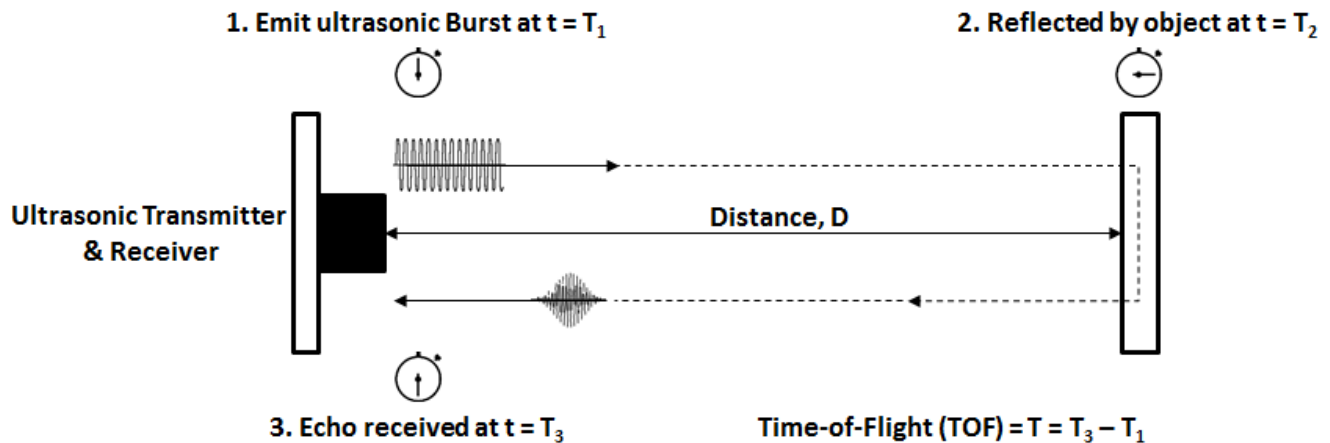 1. Emit ultrasonic Burst at t = T₁
2. Reflected by object at t = T₂
Ultrasonic Transmitter
& Receiver
Distance, D
3. Echo received at t = T₃
Time-of-Flight (TOF) = T = T₃ – T₁